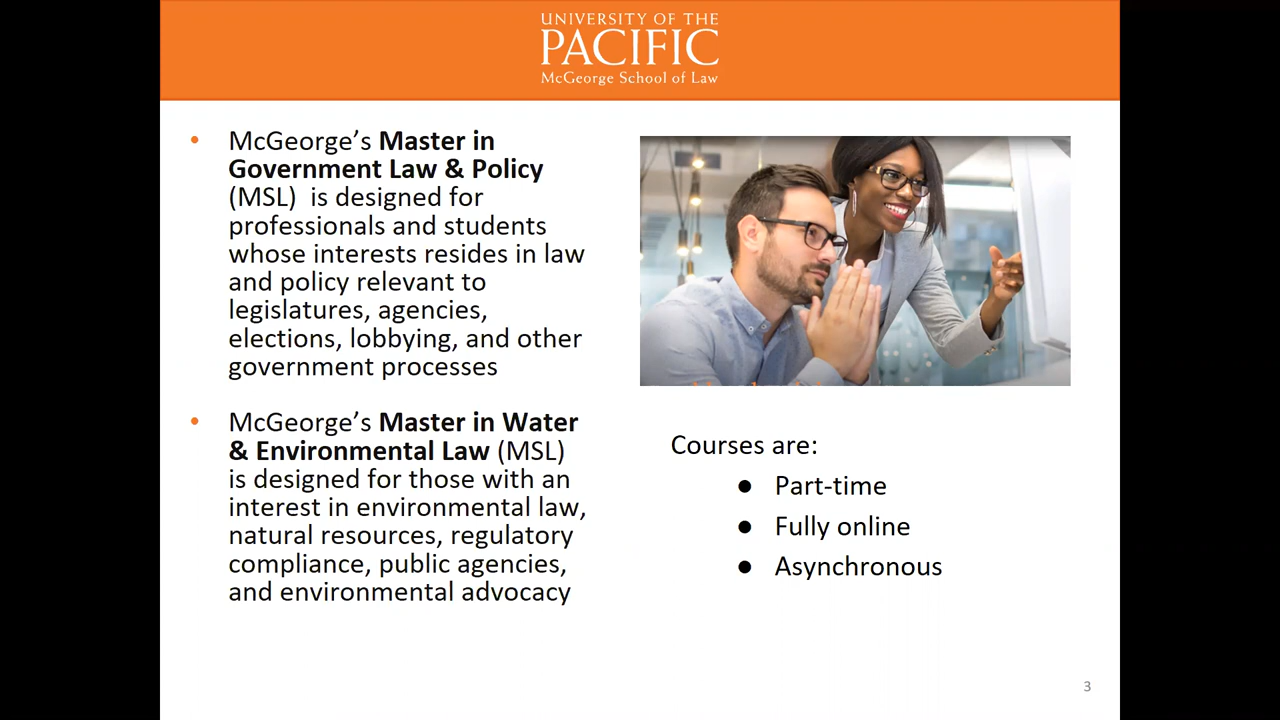 UNIVERSITY OF THE
PACIFIC
McGeorge School of Law
• McGeorge’s Master in
Government Law & Policy
(MSL) is designed for
professionals and students
whose interests resides in law
and policy relevant to
legislatures, agencies,
elections, lobbying, and other
government processes
• McGeorge’s Master in Water
& Environmental Law (MSL)
is designed for those with an
interest in environmental law,
natural resources, regulatory
compliance, public agencies,
and environmental advocacy
Courses are:
● Part-time
● Fully online
● Asynchronous
3